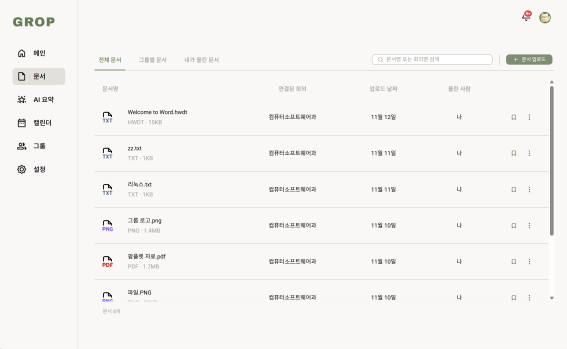 GROP
99+
메인
문서
AI 요약
캘린더
그룹
설정
전체 문서
그룹별 문서
내가 올린 문서
문서명 또는 회의명 검색
+ 문서 업로드
문서명
연결된 회의
업로드 날짜
올린 사람
TXT
Welcome to Word.hwdt
HWDT · 10KB
컴퓨터소프트웨어과
11월 12일
나
TXT
zz.txt
TXT · 1KB
컴퓨터소프트웨어과
11월 11일
나
TXT
리눅스.txt
TXT · 1KB
컴퓨터소프트웨어과
11월 11일
나
PNG
그룹 로고.png
PNG · 1.4MB
컴퓨터소프트웨어과
11월 10일
나
PDF
팜플렛 자료.pdf
PDF · 1.7MB
컴퓨터소프트웨어과
11월 10일
나
PNG
파일.PNG
컴퓨터소프트웨어과
11월 10일
나